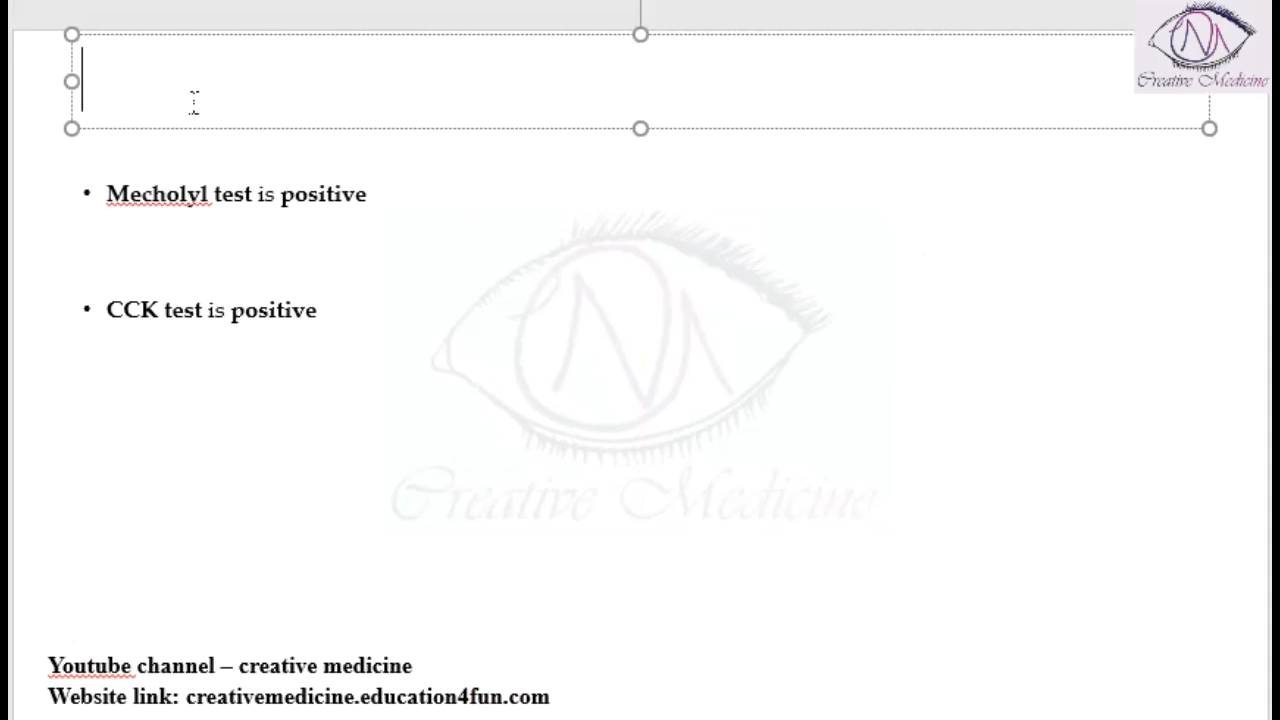 Creative Medicine
• Mecholyl test is positive
• CCK test is positive
Creative Medicine
Youtube channel – creative medicine
Website link: creativemedicine.education4fun.com